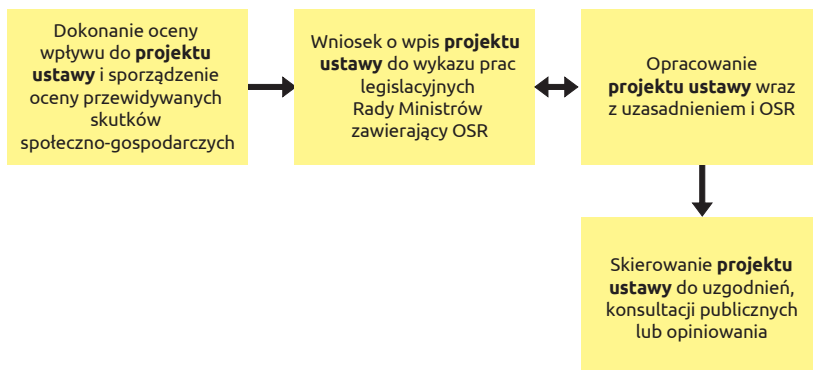 Dokonanie oceny
wpływu do projektu
ustawy i sporządzenie
oceny przewidywanych
skutków
społeczno-gospodarczych
Wniosek o wpis projektu
ustawy do wykazu prac
legislacyjnych
Rady Ministrów
zawierający OSR
Opracowanie
projektu ustawy wraz
z uzasadnieniem i OSR
Skierowanie projektu
ustawy do uzgodnień,
konsultacji publicznych
lub opiniowania